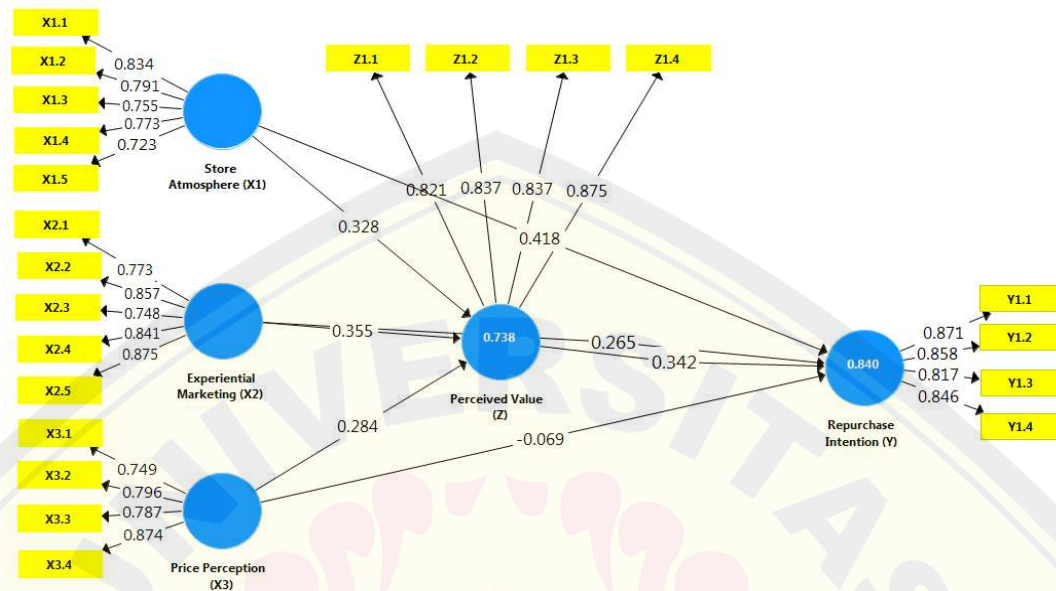 X1.1
X1.2
X1.3
X1.4
X1.5
0.834
0.791
0.755
0.773
0.723
Store
Atmosphere (X1)
Z1.1
Z1.2
Z1.3
Z1.4
0.821
0.837
0.837
0.875
0.328
0.418
X2.1
X2.2
X2.3
X2.4
X2.5
0.773
0.857
0.748
0.841
0.875
Experiential
Marketing (X2)
0.355
0.738
Perceived Value
(Z)
0.265
0.342
0.840
Repurchase
Intention (Y)
0.871
0.858
0.817
0.846
Y1.1
Y1.2
Y1.3
Y1.4
X3.1
X3.2
X3.3
X3.4
0.749
0.796
0.787
0.874
Price Perception
(X3)
0.284
-0.069
UNIVERSITAS